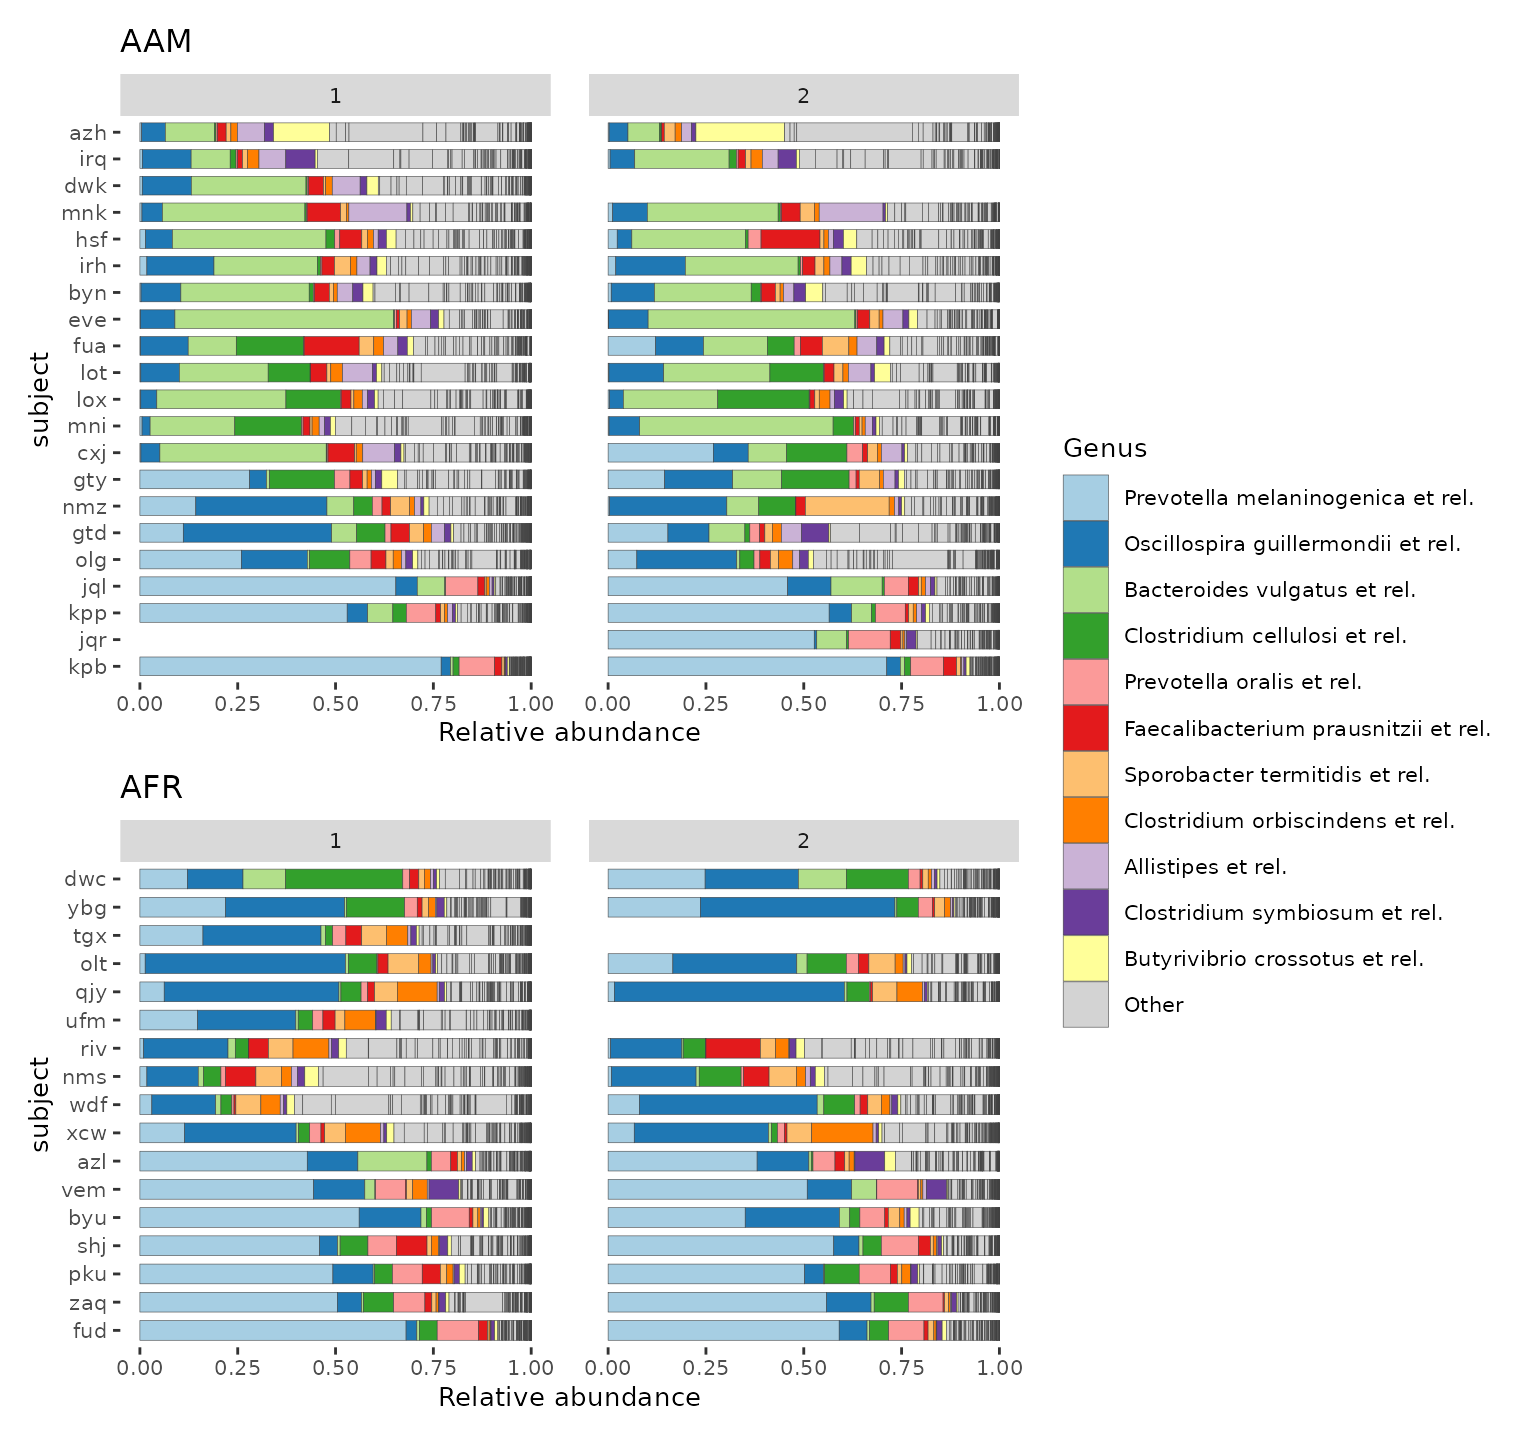 AAM
1 2
azh
irq
dwk
mnk
hsf
irh
byn
eve
fua
lot
lox
mni
cxj
gty
nmz
gtd
olg
jql
kpp
jqr
kpb
subject
0.00 0.25 0.50 0.75 1.00 0.00 0.25 0.50 0.75 1.00
Relative abundance
AFR
1 2
dwc
ybg
tgx
olt
qjy
ufm
riv
nms
wdf
xcw
azl
vem
byu
shj
pku
zaq
fud
subject
0.00 0.25 0.50 0.75 1.00 0.00 0.25 0.50 0.75 1.00
Relative abundance
Genus
Prevotella melaninogenica et rel.
Oscillospira guillermondii et rel.
Bacteroides vulgatus et rel.
Clostridium cellulosi et rel.
Prevotella oralis et rel.
Faecalibacterium prausnitzii et rel.
Sporobacter termitidis et rel.
Clostridium orbiscindens et rel.
Allistipes et rel.
Clostridium symbiosum et rel.
Butyrivibrio crossotus et rel.
Other